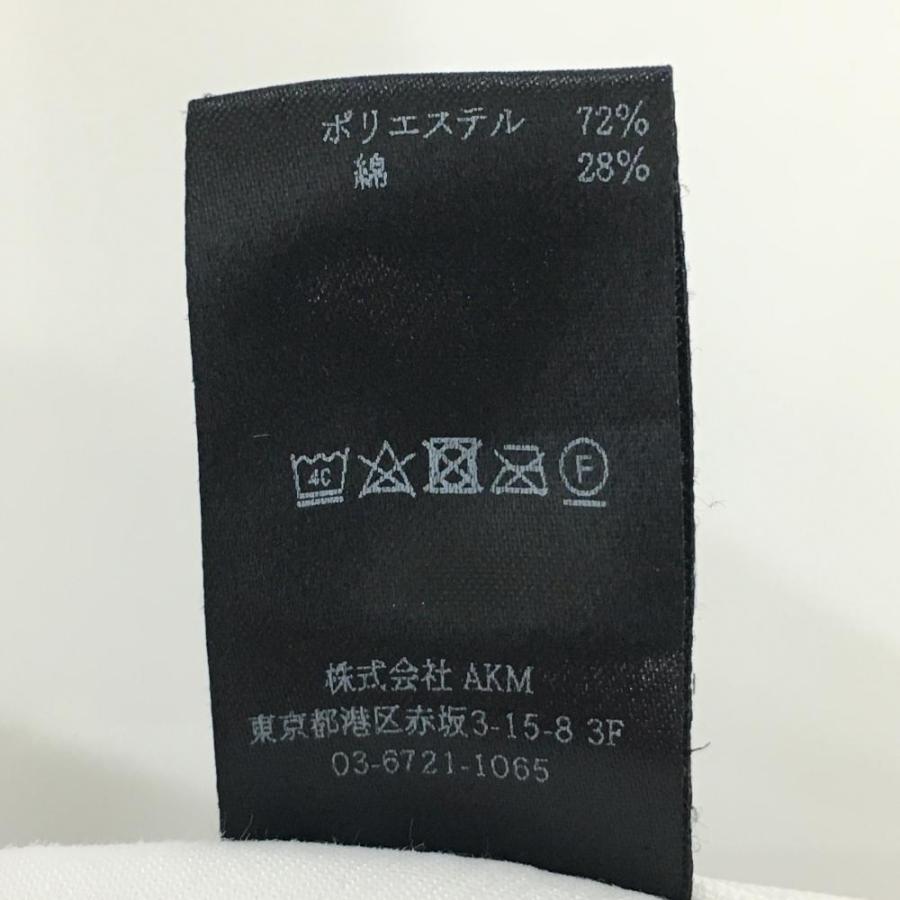 ポリエステル 72%
綿 28%
40 F
株式会社 AKM
東京都港区赤坂3-15-8 3F
03-6721-1065